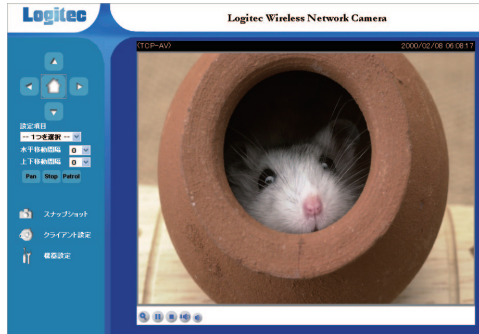 Logitec
Logitec Wireless Network Camera
(TCP-AV) 2000/02/08 06:08:17
設定項目
-- 1つを選択 --
水平移動間隔 0
上下移動間隔 0
Pan Stop Patrol
スナップショット
クライアント設定
機器設定